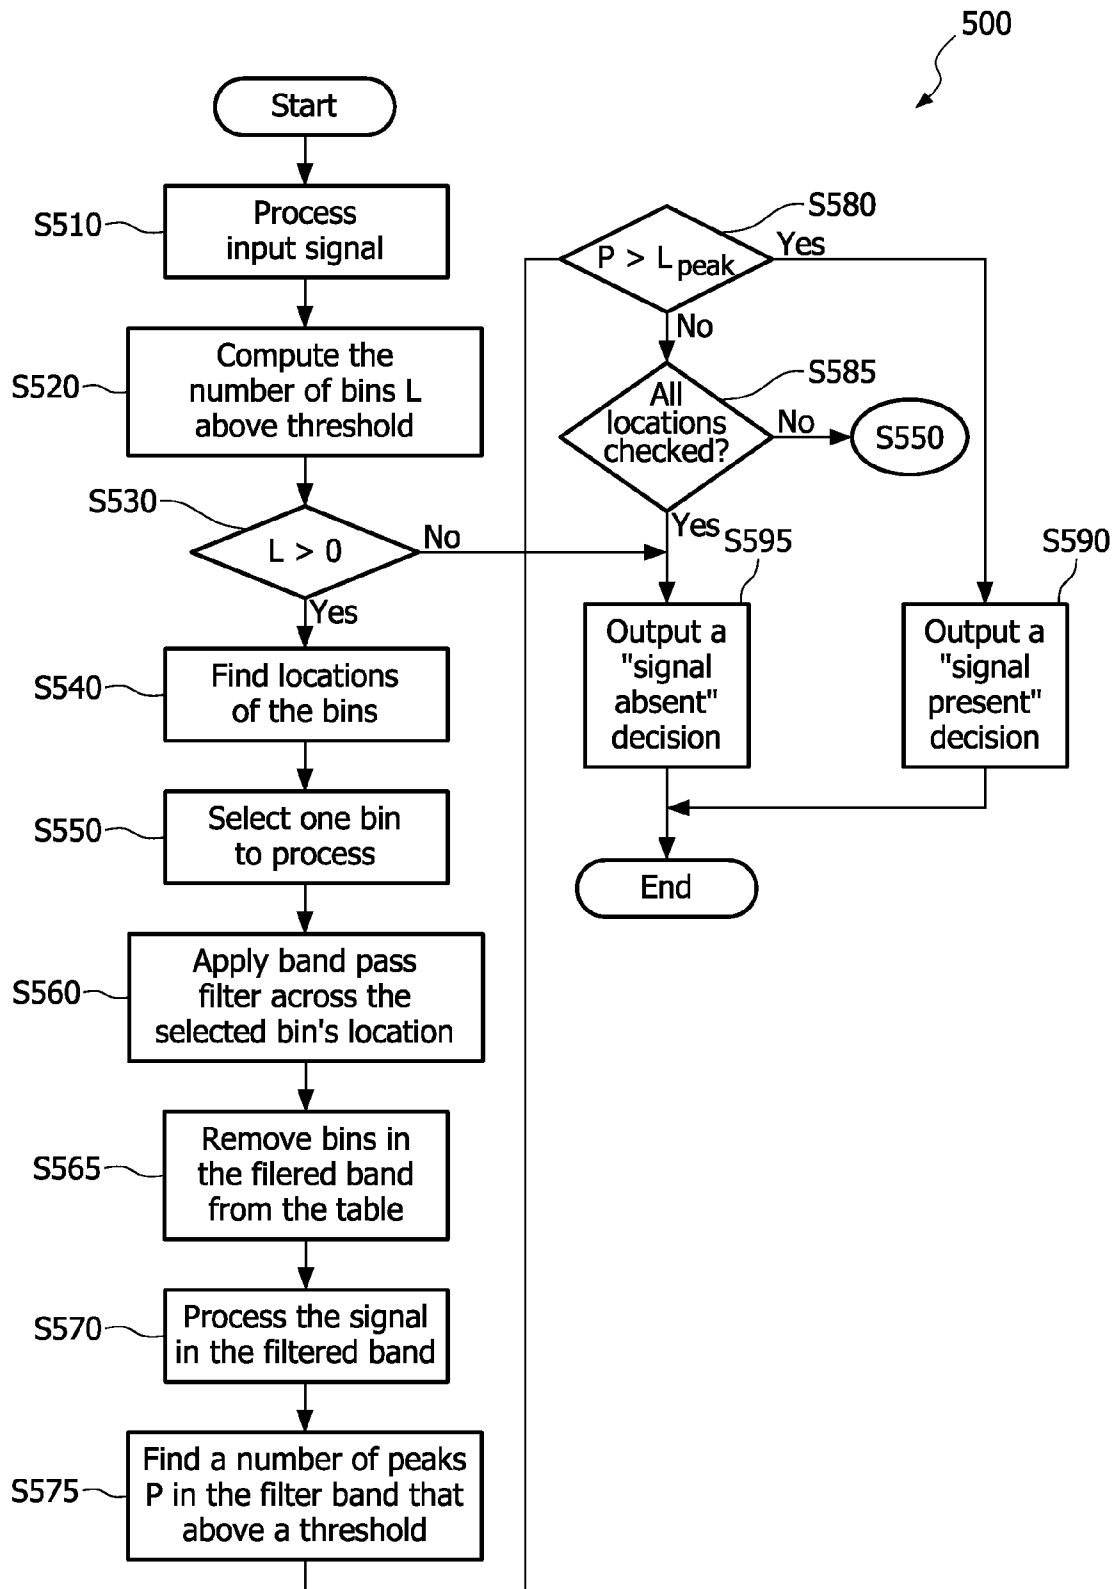 500
Start
S510
Process
input signal
S520
Compute the
number of bins L
above threshold
S530
L > 0
No
Yes
S540
Find locations
of the bins
S550
Select one bin
to process
S560
Apply band pass
filter across the
selected bin's location
S565
Remove bins in
the filered band
from the table
S570
Process the signal
in the filtered band
S575
Find a number of peaks
P in the filter band that
above a threshold
S580
P > Lpeak
Yes
No
S585
All
locations
checked?
No
S550
Yes
S595
Output a
"signal
absent"
decision
S590
Output a
"signal
present"
decision
End